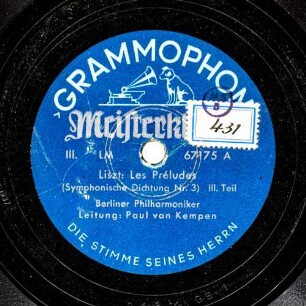 GRAMMOPHON
431
III. LM 67175 A
Liszt: Les Préludes
(Symphonische Dichtung Nr. 3) III. Teil
Berliner Philharmoniker
Leitung: Paul van Kempen
DIE STIMME SEINES HERRN